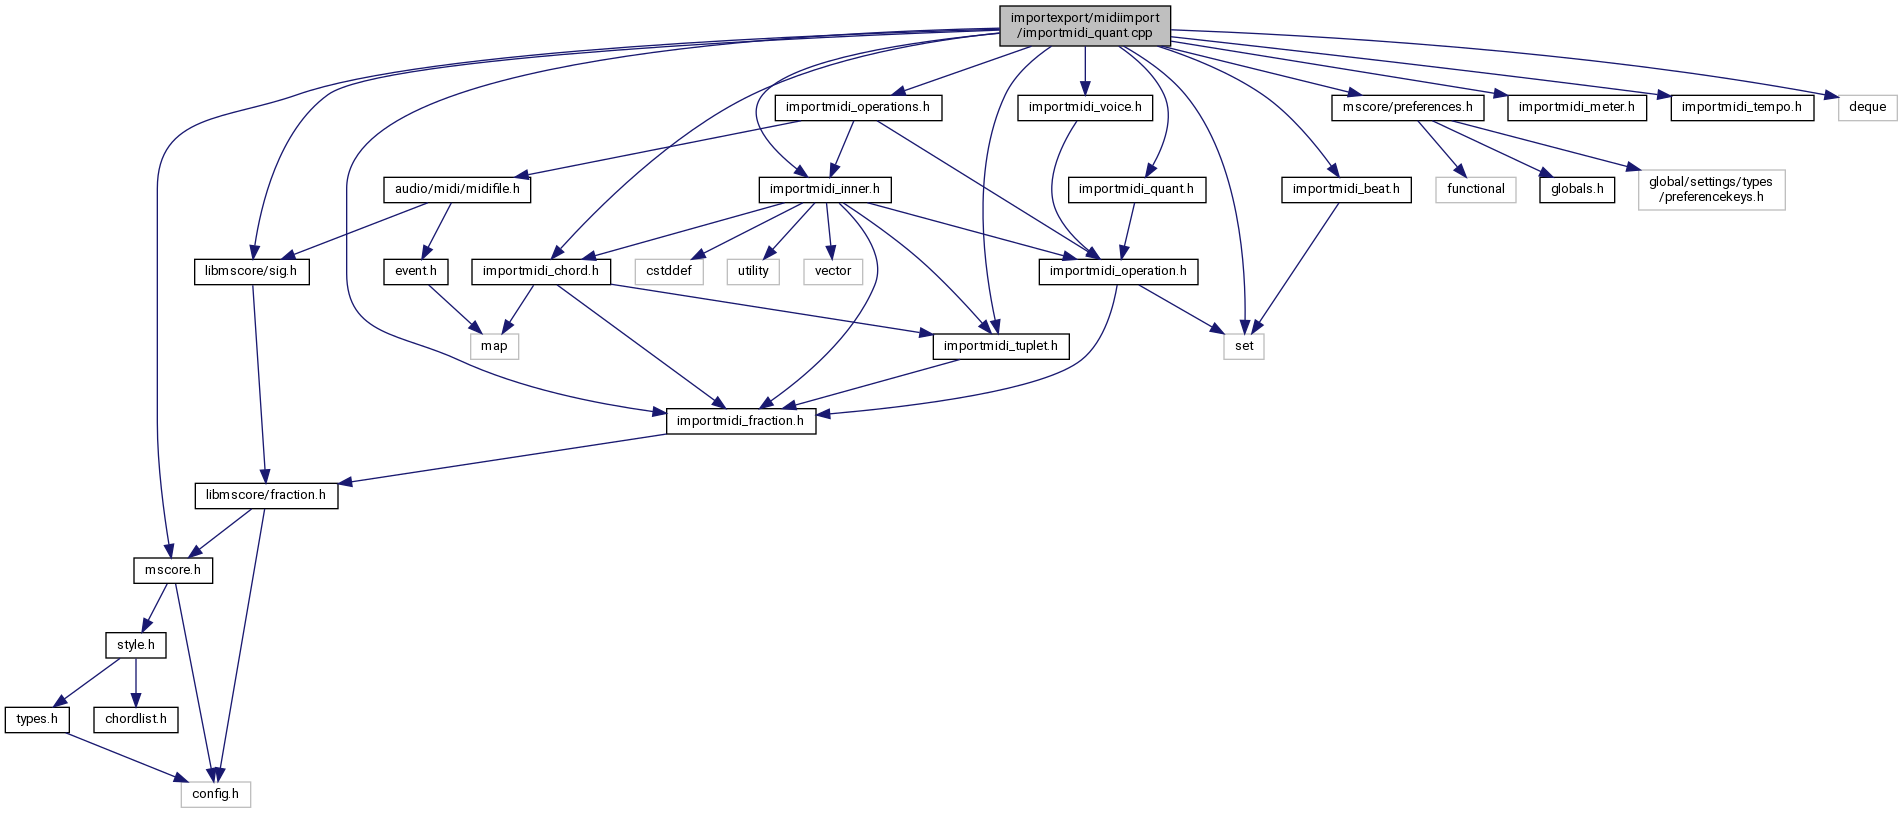 importexport/midiimport
/importmidi_quant.cpp
importmidi_operations.h
importmidi_voice.h
mscore/preferences.h
importmidi_meter.h
importmidi_tempo.h
deque
audio/midi/midifile.h
importmidi_inner.h
importmidi_quant.h
importmidi_beat.h
functional
globals.h
global/settings/types
/preferencekeys.h
libmscore/sig.h
event.h
importmidi_chord.h
cstddef
utility
vector
importmidi_operation.h
map
importmidi_tuplet.h
set
importmidi_fraction.h
libmscore/fraction.h
mscore.h
style.h
types.h
chordlist.h
config.h